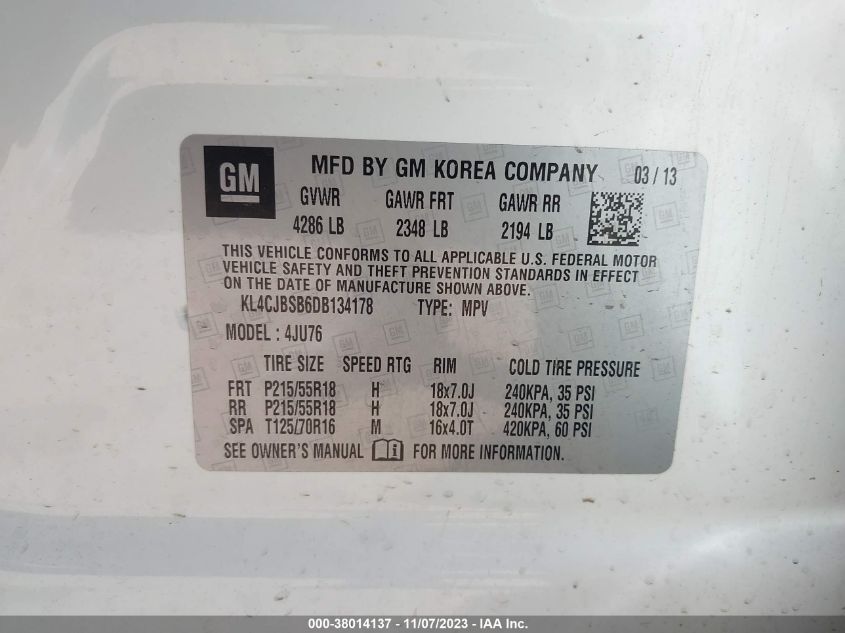 GM
MFD BY GM KOREA COMPANY 03 / 13
GVWR GAWR FRT GAWR RR
4286 LB 2348 LB 2194 LB
THIS VEHICLE CONFORMS TO ALL APPLICABLE U.S. FEDERAL MOTOR
VEHICLE SAFETY AND THEFT PREVENTION STANDARDS IN EFFECT
ON THE DATE OF MANUFACTURE SHOWN ABOVE.
KL4CJBSB6DB134178 TYPE: MPV
MODEL : 4JU76
TIRE SIZE SPEED RTG RIM COLD TIRE PRESSURE
FRT P215/55R18 H 18x7.0J 240KPA, 35 PSI
RR P215/55R18 H 18x7.0J 240KPA, 35 PSI
SPA T125/70R16 M 16x4.0T 420KPA, 60 PSI
SEE OWNER'S MANUAL FOR MORE INFORMATION.
000-38014137 - 11/07/2023 - IAA Inc.